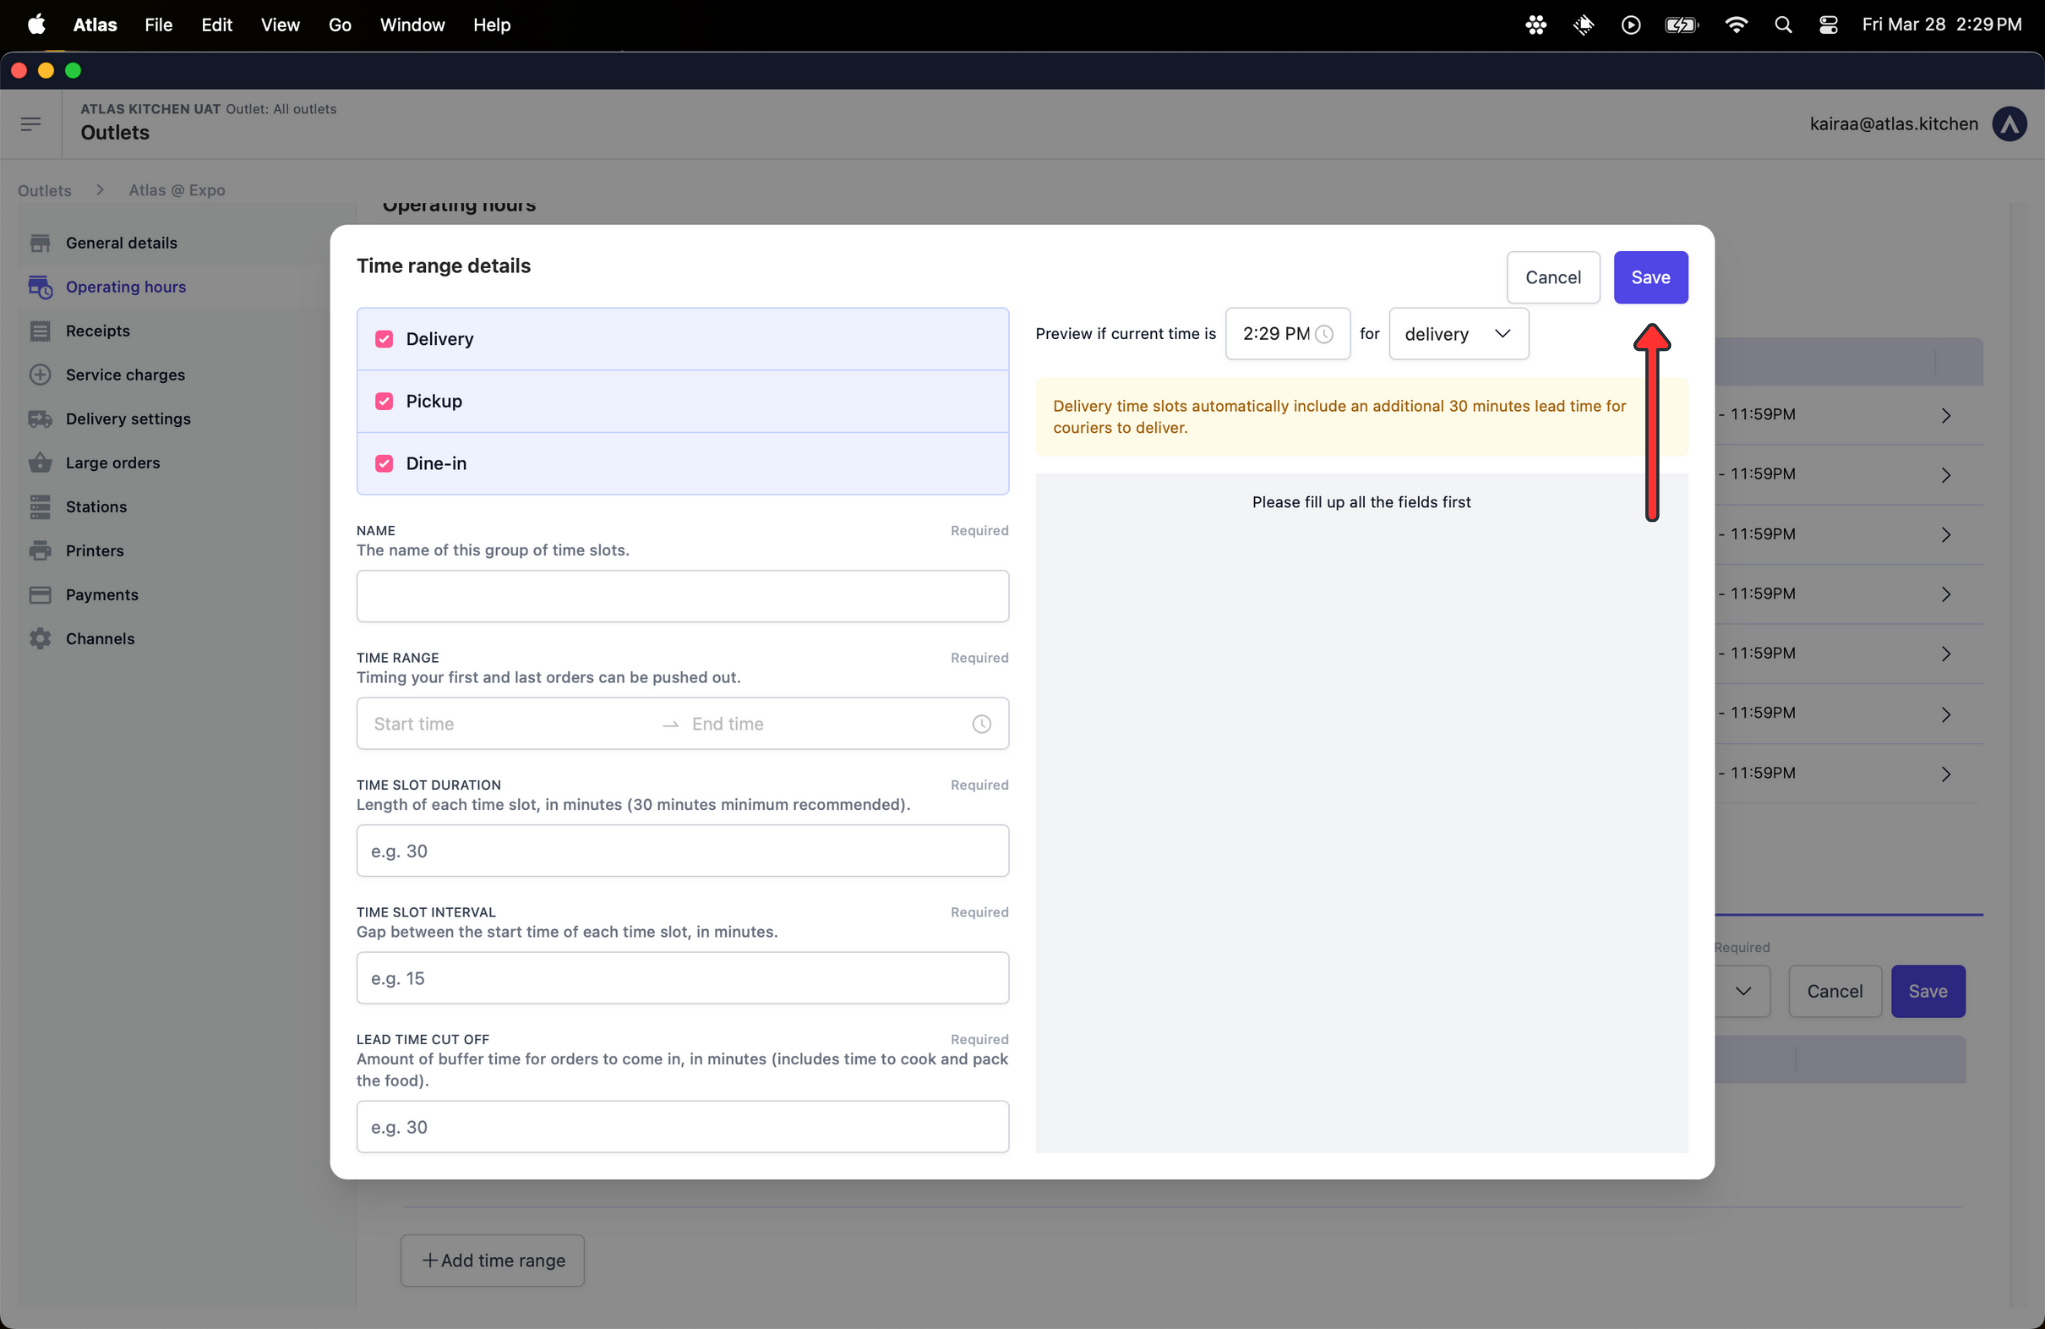 Atlas File Edit View Go Window Help Fri Mar 28 2:29 PM
ATLAS KITCHEN UAT Outlet: All outlets
Outlets
kairaa@atlas.kitchen
Outlets > Atlas @ Expo
Operating hours
General details
Operating hours
Receipts
Service charges
Delivery settings
Large orders
Stations
Printers
Payments
Channels
Time range details
Cancel
Save
Delivery
Pickup
Dine-in
NAME Required
The name of this group of time slots.
TIME RANGE Required
Timing your first and last orders can be pushed out.
Start time → End time
TIME SLOT DURATION Required
Length of each time slot, in minutes (30 minutes minimum recommended).
e.g. 30
TIME SLOT INTERVAL Required
Gap between the start time of each time slot, in minutes.
e.g. 15
LEAD TIME CUT OFF Required
Amount of buffer time for orders to come in, in minutes (includes time to cook and pack
the food).
e.g. 30
Preview if current time is 2:29 PM for delivery
Delivery time slots automatically include an additional 30 minutes lead time for
couriers to deliver.
Please fill up all the fields first
- 11:59PM
- 11:59PM
- 11:59PM
- 11:59PM
- 11:59PM
- 11:59PM
- 11:59PM
Required
Cancel
Save
+ Add time range